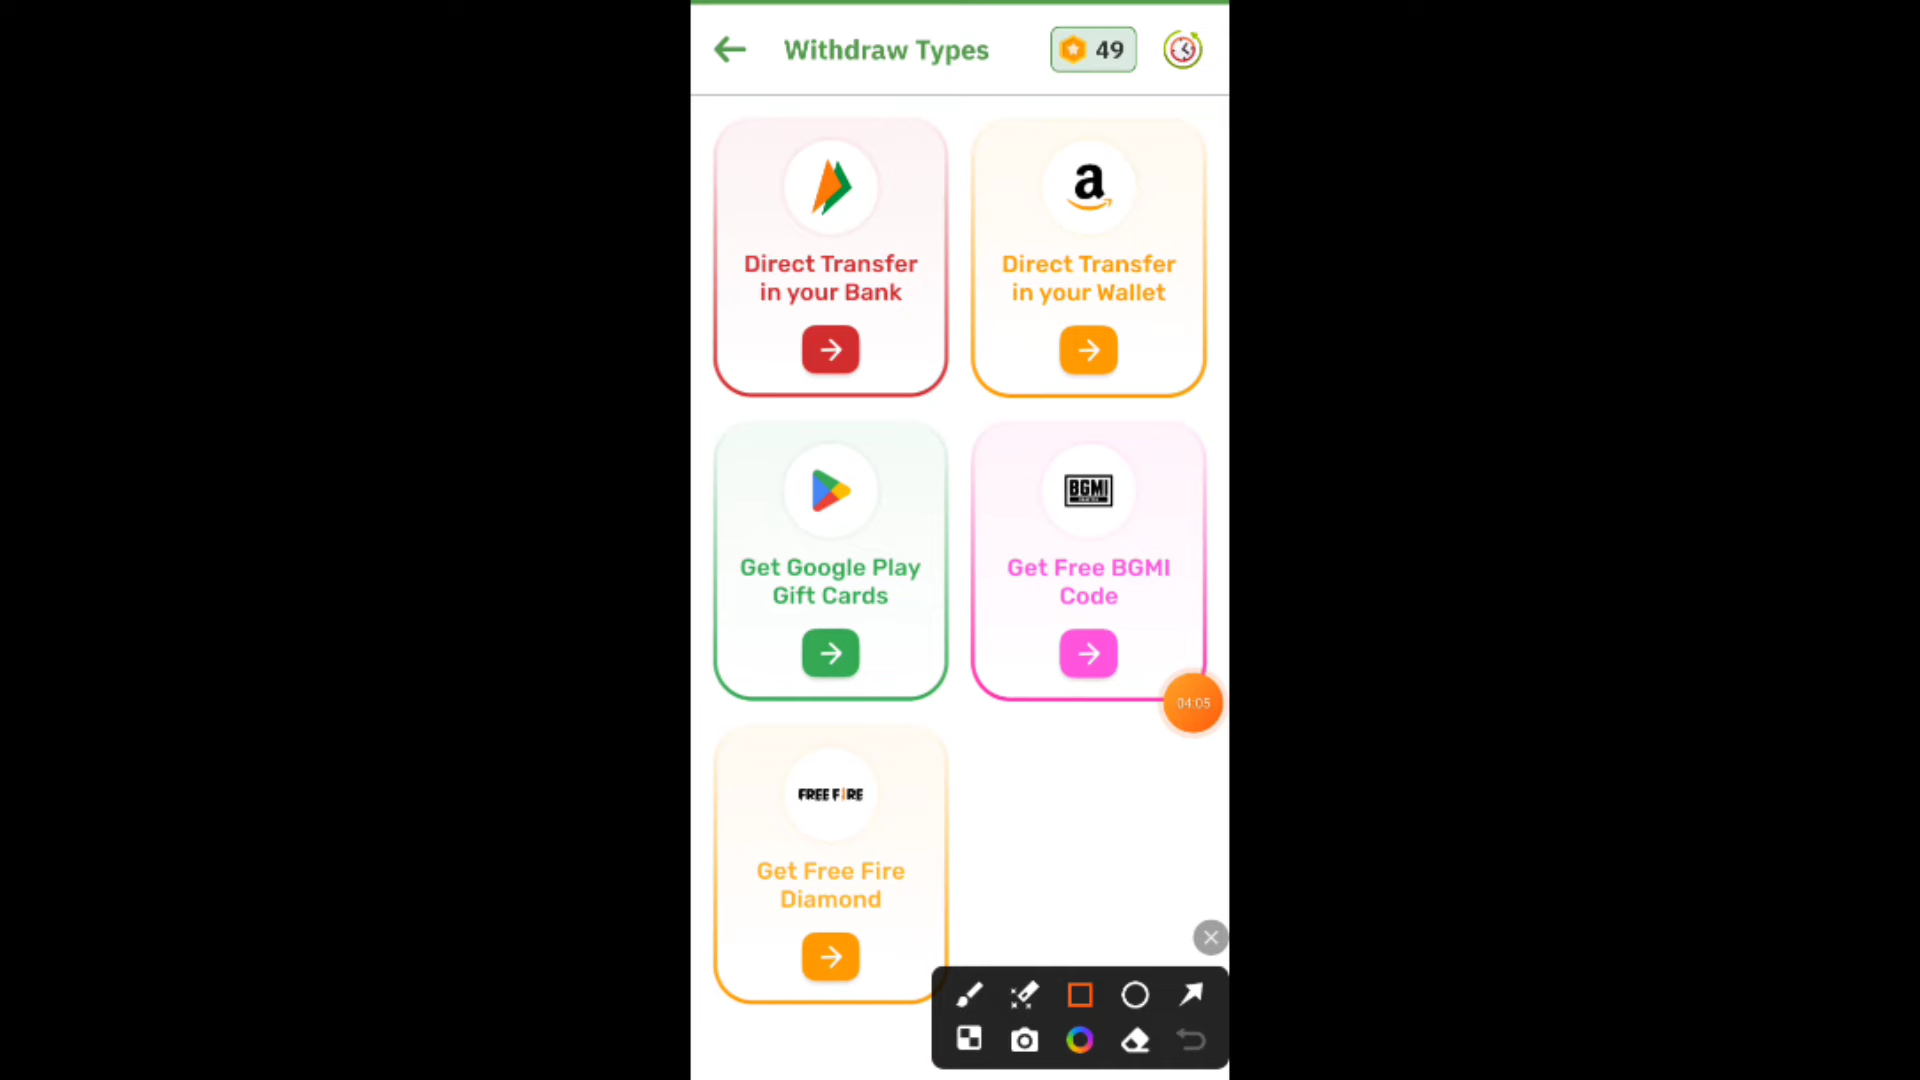 Withdraw Types
49
Direct Transfer
in your Bank
a
Direct Transfer
in your Wallet
Get Google Play
Gift Cards
BGMI
Get Free BGMI
Code
04:05
FREE FIRE
Get Free Fire
Diamond